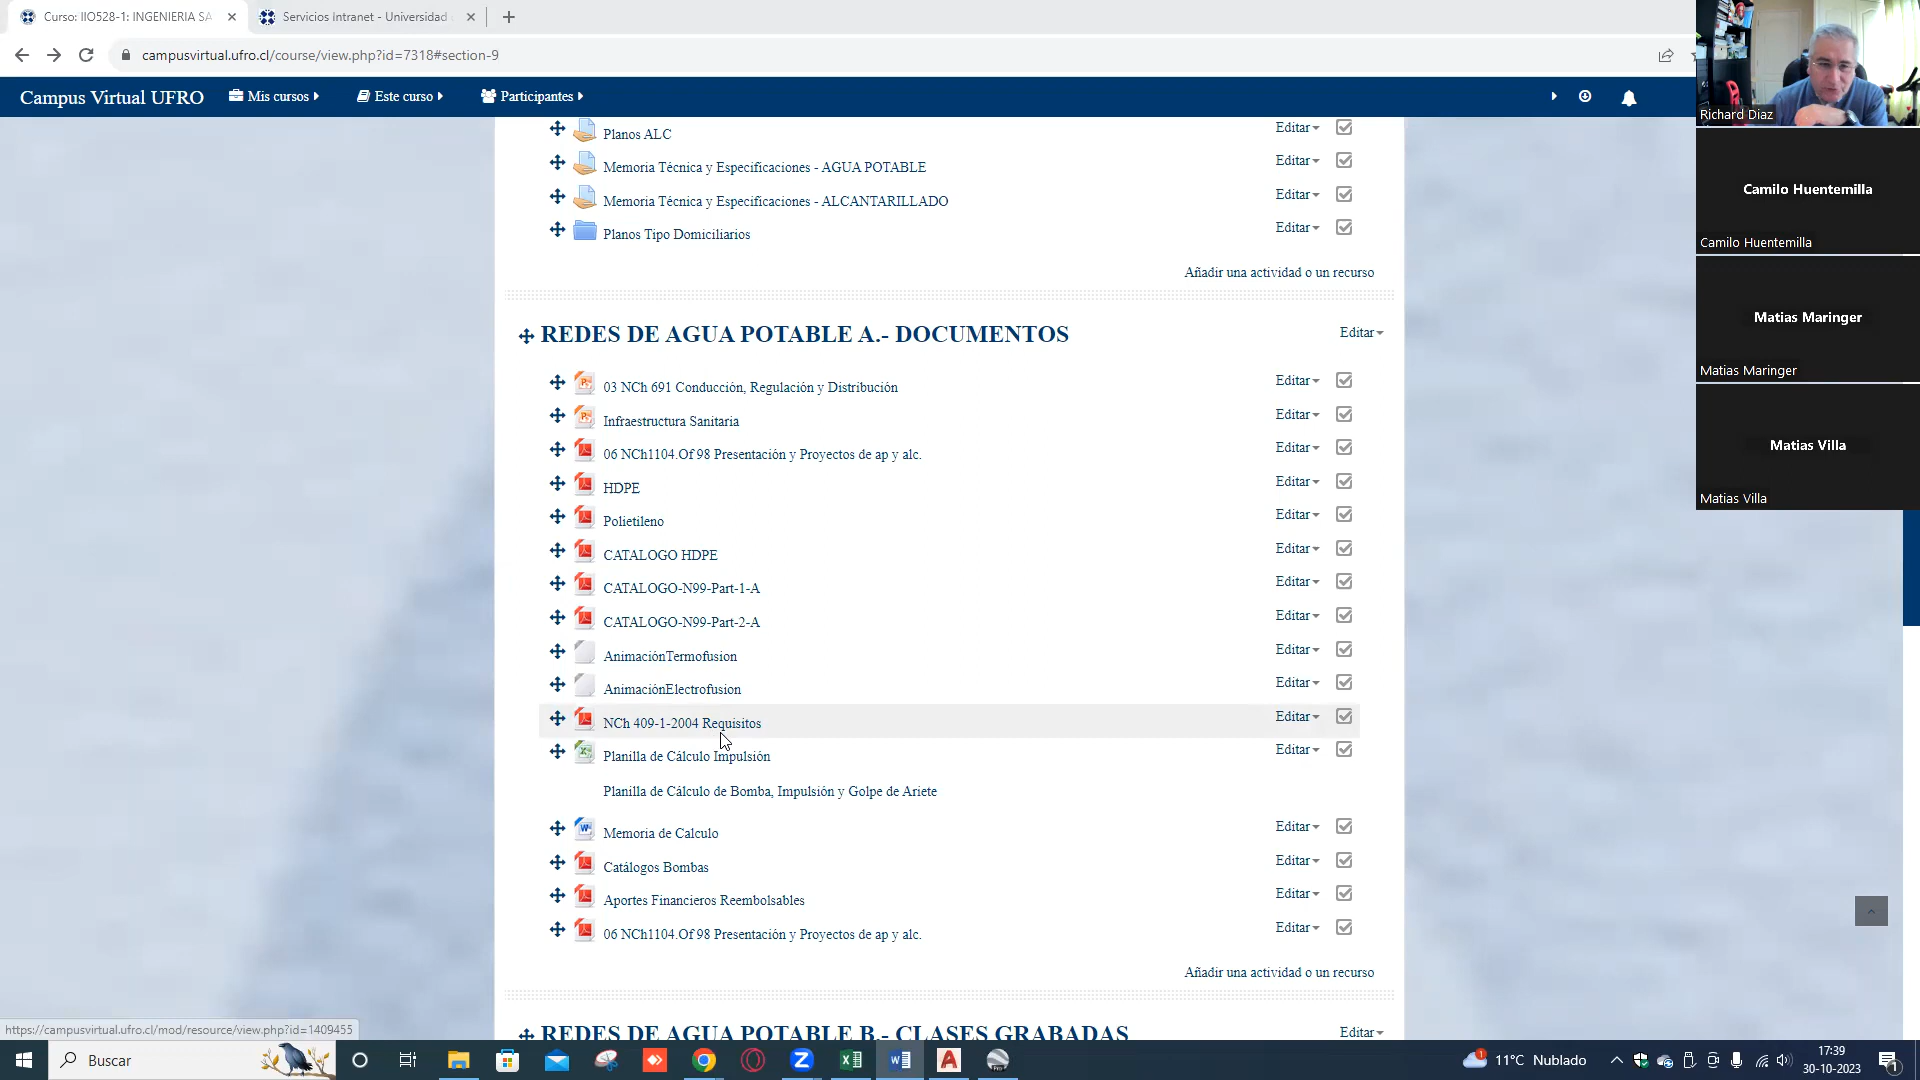 Curso: IIO528-1: INGENIERIA SA
Servicios Intranet - Universidad
campusvirtual.ufro.cl/course/view.php?id=7318#section-9
Campus Virtual UFRO
Mis cursos
Este curso
Participantes
Richard Diaz
Planos ALC
Editar
Memoria Técnica y Especificaciones - AGUA POTABLE
Editar
Memoria Técnica y Especificaciones - ALCANTARILLADO
Editar
Planos Tipo Domiciliarios
Editar
Añadir una actividad o un recurso
Camilo Huentemilla
Camilo Huentemilla
Matias Maringer
Matias Maringer
Matias Villa
Matias Villa
REDES DE AGUA POTABLE A.- DOCUMENTOS
Editar
03 NCh 691 Conducción, Regulación y Distribución
Editar
Infraestructura Sanitaria
Editar
06 NCh1104.Of 98 Presentación y Proyectos de ap y alc.
Editar
HDPE
Editar
Polietileno
Editar
CATALOGO HDPE
Editar
CATALOGO-N99-Part-1-A
Editar
CATALOGO-N99-Part-2-A
Editar
AnimaciónTermofusion
Editar
AnimaciónElectrofusion
Editar
NCh 409-1-2004 Requisitos
Editar
Planilla de Cálculo Impulsión
Editar
Planilla de Cálculo de Bomba, Impulsión y Golpe de Ariete
Memoria de Calculo
Editar
Catálogos Bombas
Editar
Aportes Financieros Reembolsables
Editar
06 NCh1104.Of 98 Presentación y Proyectos de ap y alc.
Editar
Añadir una actividad o un recurso
REDES DE AGUA POTABLE B.- CLASES GRABADAS
Editar
https://campusvirtual.ufro.cl/mod/resource/view.php?id=1409455
Buscar
11°C Nublado
17:39
30-10-2023